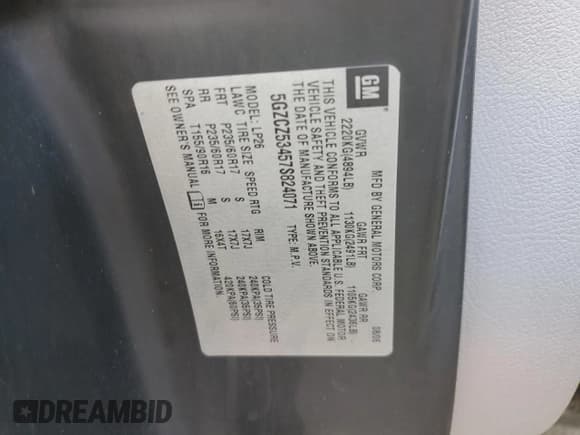 GM
MFD BY GENERAL MOTORS CORP. 08/06
GVWR GAWR FRT GAWR RR
2220KG(4894LB) 1130KG(2491LB) 1105KG(2436LB)
THIS VEHICLE CONFORMS TO ALL APPLICABLE U.S. FEDERAL MOTOR
VEHICLE SAFETY AND THEFT PREVENTION STANDARDS IN EFFECT ON
THE DATE OF MANUFACTURE SHOWN ABOVE.
5GZCZ53457S824071 TYPE: M.P.V.
MODEL: LP26
LAWC TIRE SIZE SPEED RTG RIM COLD TIRE PRESSURE
FRT P235/60R17 S 17X7J 240KPA(35PSI)
RR P235/60R17 S 17X7J 240KPA(35PSI)
SPA T155/90R16 M 16X4T 420KPA(60PSI)
SEE OWNER'S MANUAL FOR MORE INFORMATION.
DREAMBID